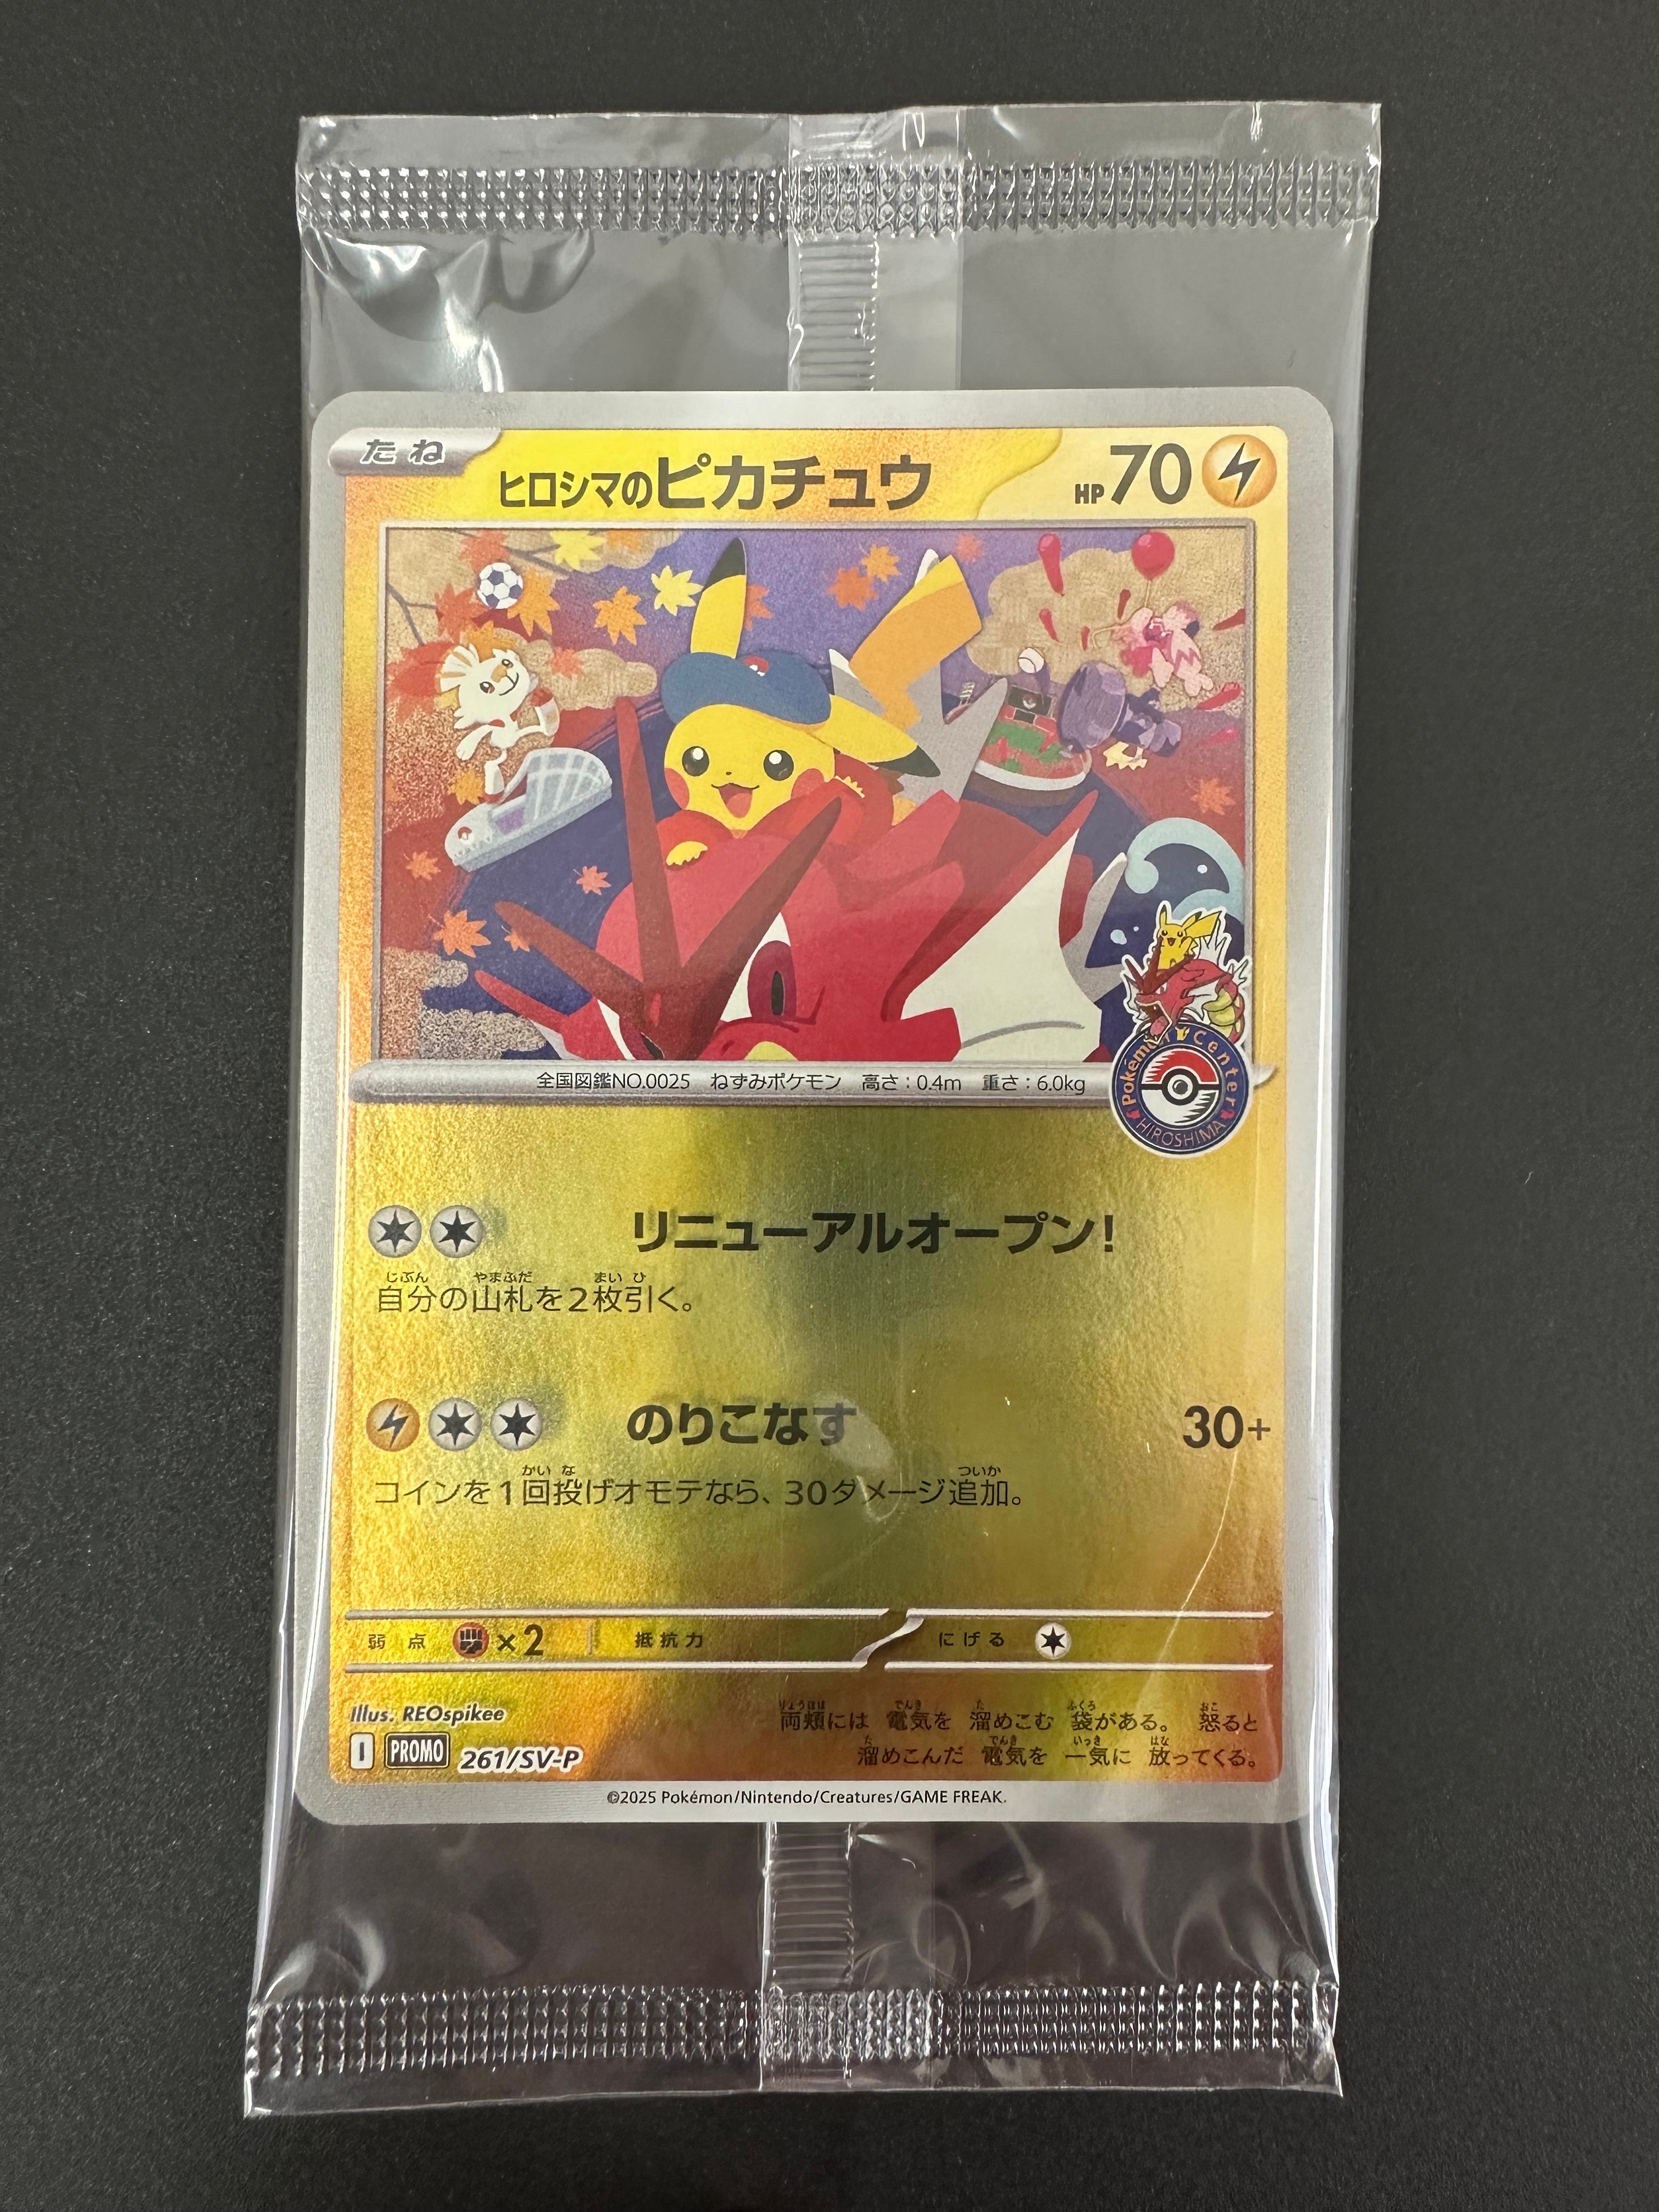 たね
ヒロシマのピカチュウ
HP70
全国図鑑NO.0025 ねずみポケモン 高さ:0.4m 重さ:6.0kg
Pokémon Center
HIROSHIMA
リニューアルオープン!
じぶん やまふだ まい ひ
自分の山札を2枚引く。
のりこなす 30+
かい な ついか
コインを1回投げオモテなら、30ダメージ追加。
弱点 ×2 抵抗力 にげる
Illus. REOspikee
りょうほほ でんき た ふくろ おこ
両頬には 電気を 溜めこむ 袋がある。 怒ると
た でんき いっき はな
溜めこんだ 電気を 一気に 放ってくる。
I PROMO 261/SV-P
©2025 Pokémon/Nintendo/Creatures/GAME FREAK.